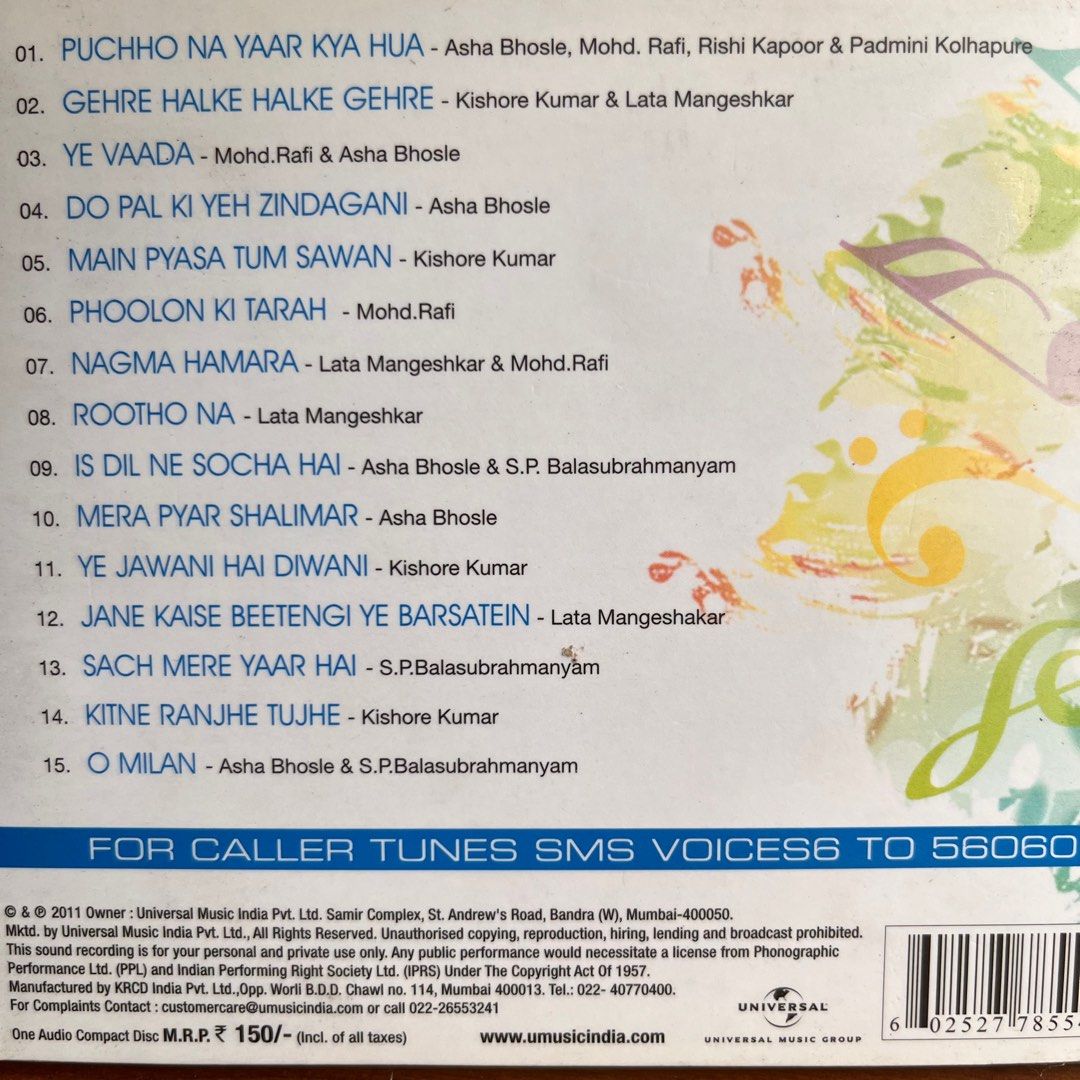 01. PUCHHO NA YAAR KYA HUA - Asha Bhosle, Mohd. Rafi, Rishi Kapoor & Padmini Kolhapure
02. GEHRE HALKE HALKE GEHRE - Kishore Kumar & Lata Mangeshkar
03. YE VAADA - Mohd.Rafi & Asha Bhosle
04. DO PAL KI YEH ZINDAGANI - Asha Bhosle
05. MAIN PYASA TUM SAWAN - Kishore Kumar
06. PHOOLON KI TARAH - Mohd.Rafi
07. NAGMA HAMARA - Lata Mangeshkar & Mohd.Rafi
08. ROOTHO NA - Lata Mangeshkar
09. IS DIL NE SOCHA HAI - Asha Bhosle & S.P. Balasubrahmanyam
10. MERA PYAR SHALIMAR - Asha Bhosle
11. YE JAWANI HAI DIWANI - Kishore Kumar
12. JANE KAISE BEETENGI YE BARSATEIN - Lata Mangeshakar
13. SACH MERE YAAR HAI - S.P.Balasubrahmanyam
14. KITNE RANJHE TUJHE - Kishore Kumar
15. O MILAN - Asha Bhosle & S.P.Balasubrahmanyam
FOR CALLER TUNES SMS VOICES6 TO 56060
© & ℗ 2011 Owner : Universal Music India Pvt. Ltd. Samir Complex, St. Andrew's Road, Bandra (W), Mumbai-400050.
Mktd. by Universal Music India Pvt. Ltd., All Rights Reserved. Unauthorised copying, reproduction, hiring, lending and broadcast prohibited.
This sound recording is for your personal and private use only. Any public performance would necessitate a license from Phonographic
Performance Ltd. (PPL) and Indian Performing Right Society Ltd. (IPRS) Under The Copyright Act Of 1957.
Manufactured by KRCD India Pvt. Ltd.,Opp. Worli B.D.D. Chawl no. 114, Mumbai 400013. Tel.: 022- 40770400.
For Complaints Contact : customercare@umusicindia.com or call 022-26553241
One Audio Compact Disc M.R.P. ₹ 150/- (Incl. of all taxes) www.umusicindia.com
UNIVERSAL
UNIVERSAL MUSIC GROUP
6 02527 7855